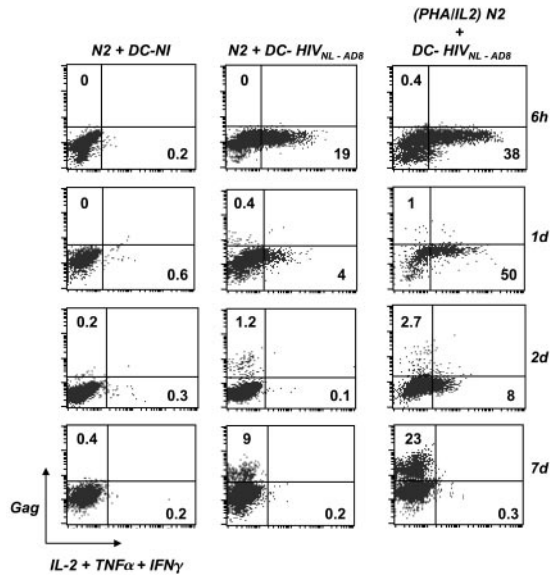 (PHA/IL2) N2
+
N2 + DC-NI N2 + DC- HIVNL - AD8 DC- HIVNL - AD8
0 0 0.4
6h
0.2 19 38
0 0.4 1
1d
0.6 4 50
0.2 1.2 2.7
2d
0.3 0.1 8
0.4 9 23
7d
0.2 0.2 0.3
Gag
IL-2 + TNFα + IFNγ